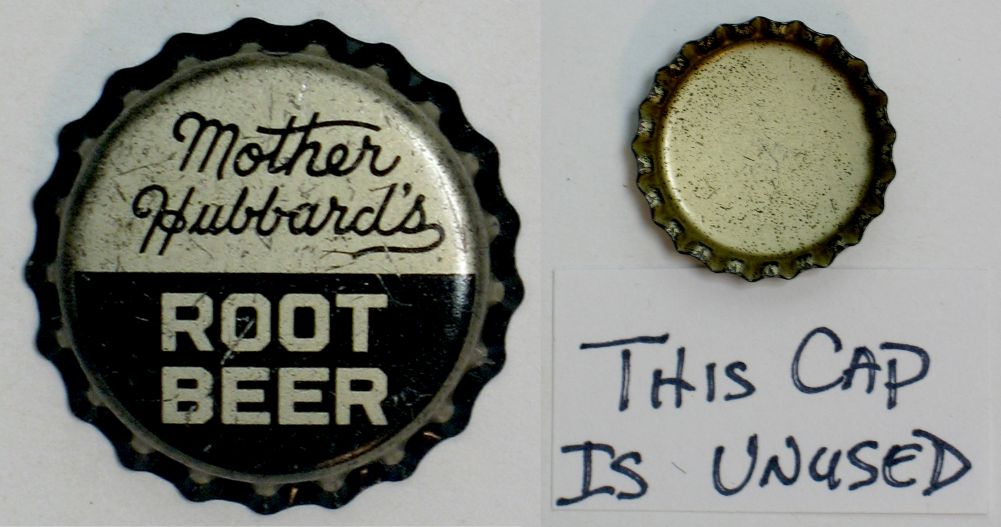 Mother
Hubbard's
ROOT
BEER
THIS CAP
IS UNUSED